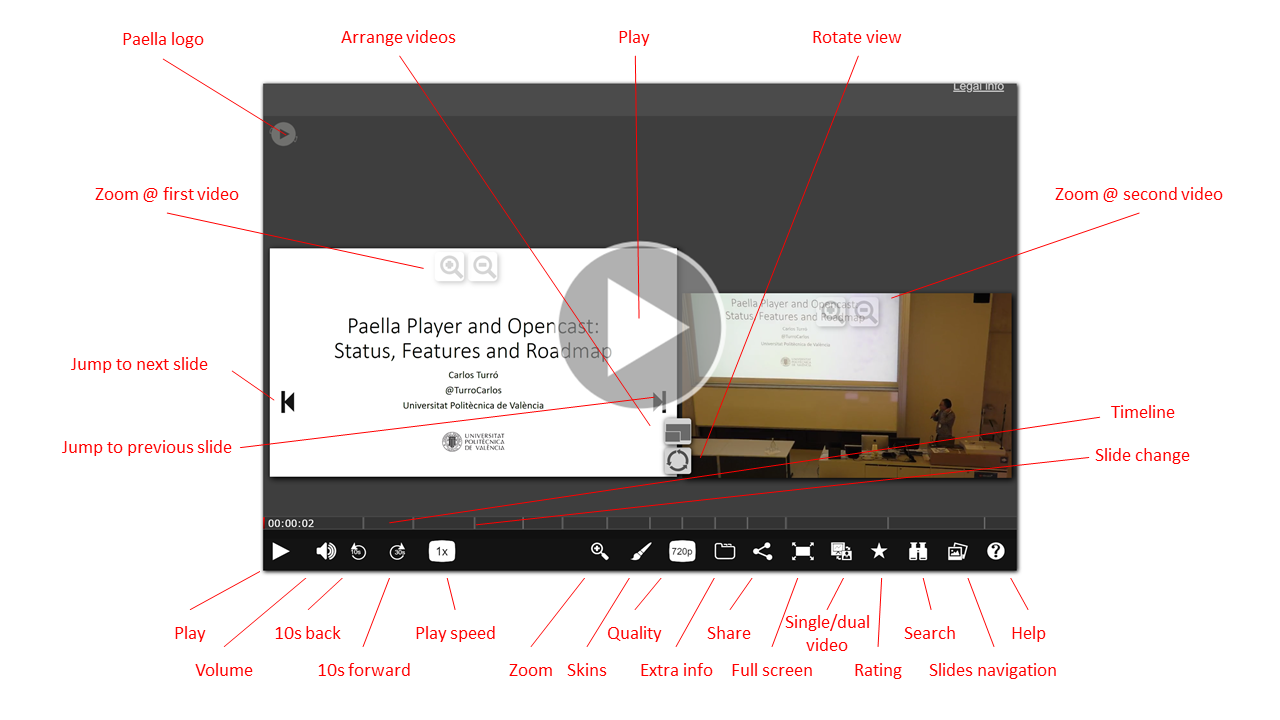 Paella logo
Arrange videos
Play
Rotate view
Legal info
Zoom @ first video
Zoom @ second video
Paella Player and Opencast:
Status, Features and Roadmap
Carlos Turró
@TurroCarlos
Universitat Politècnica de València
UNIVERSITAT
POLITÈCNICA
DE VALÈNCIA
Paella Player and Opencast:
Status, Features and Roadmap
Carlos Turró
@TurroCarlos
Universitat Politècnica de València
Jump to next slide
Timeline
Jump to previous slide
Slide change
00:00:02
10s
30s
1x
720p
Play
10s back
Play speed
Quality
Share
Single/dual
video
Search
Help
Volume
10s forward
Zoom
Skins
Extra info
Full screen
Rating
Slides navigation